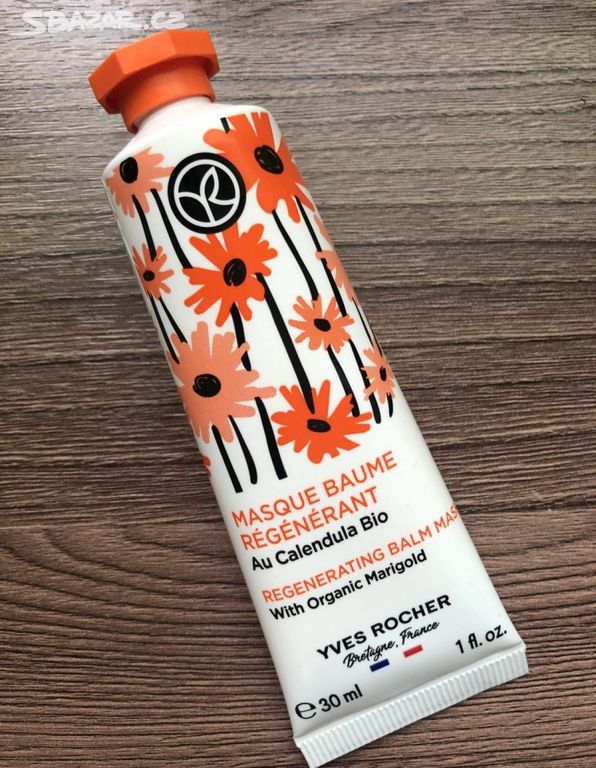 SBAZAR.CZ
MASQUE BAUME
RÉGÉNÉRANT
Au Calendula Bio
REGENERATING BALM MAS
With Organic Marigold
YVES ROCHER
Bretagne, France
1 fl. oz.
e 30 ml